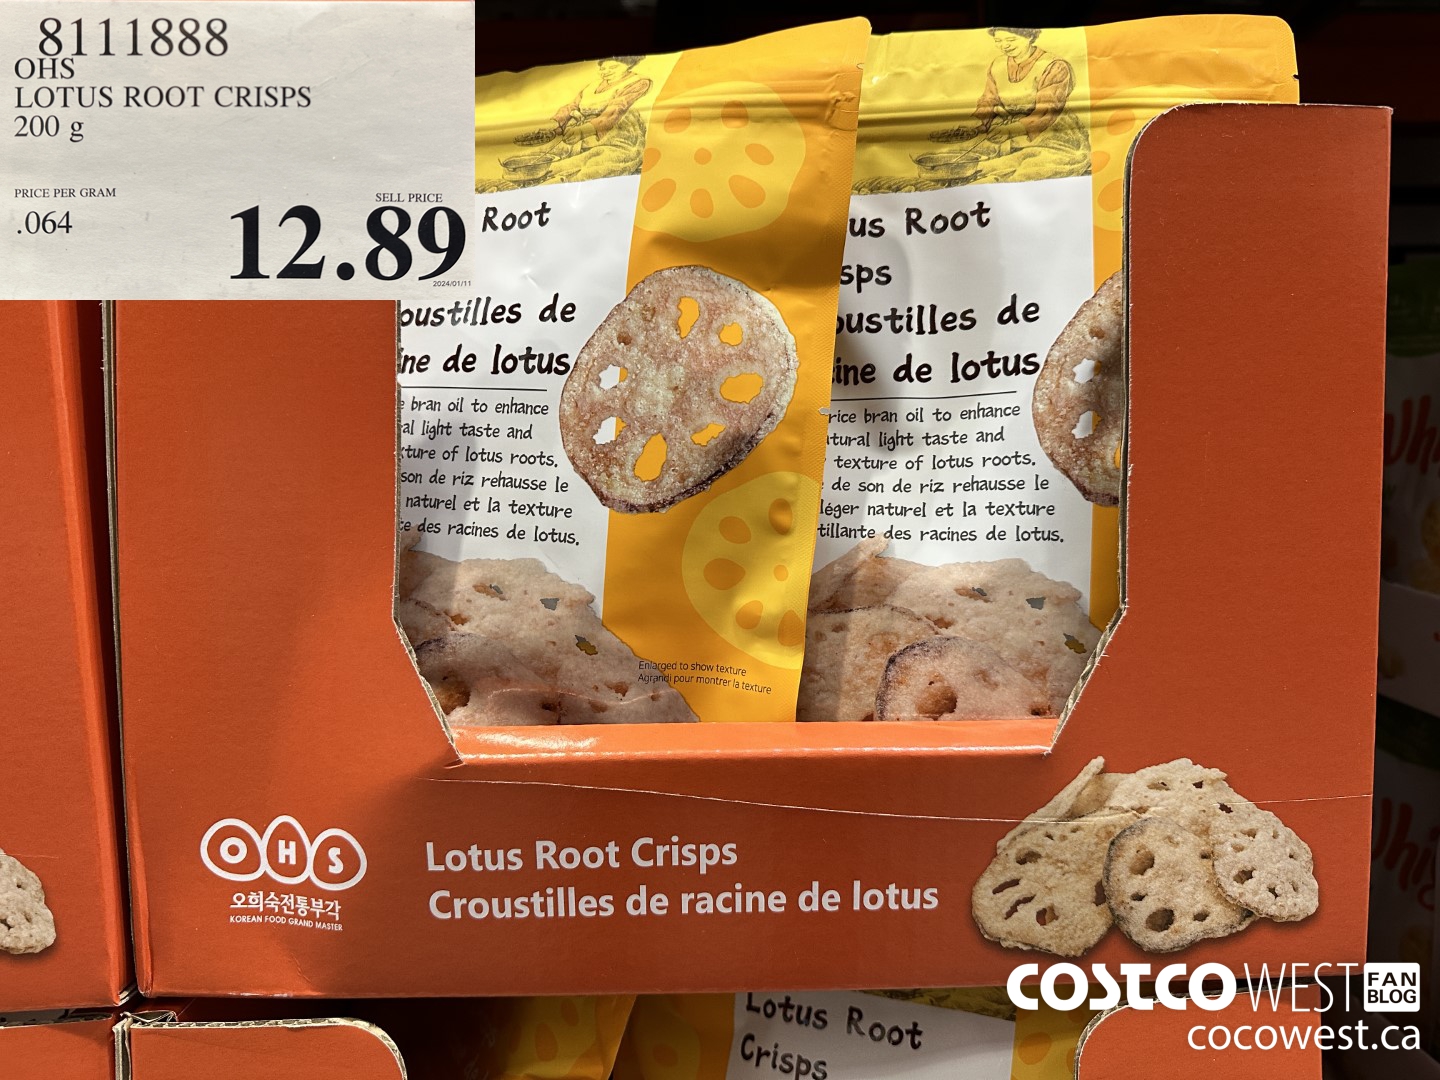 8111888
OHS
LOTUS ROOT CRISPS
200 g
PRICE PER GRAM
.064
SELL PRICE
12.89
2024/01/11
Root
oustilles de
ine de lotus
bran oil to enhance
al light taste and
ture of lotus roots.
son de riz rehausse le
naturel et la texture
te des racines de lotus.
Enlarged to show texture
Agrandi pour montrer la texture
us Root
sps
oustilles de
ine de lotus
rice bran oil to enhance
atural light taste and
texture of lotus roots.
de son de riz rehausse le
léger naturel et la texture
tillante des racines de lotus.
OHS
오희숙전통부각
KOREAN FOOD GRAND MASTER
Lotus Root Crisps
Croustilles de racine de lotus
COSTCO WEST FAN BLOG
cocowest.ca
Lotus Root
Crisps